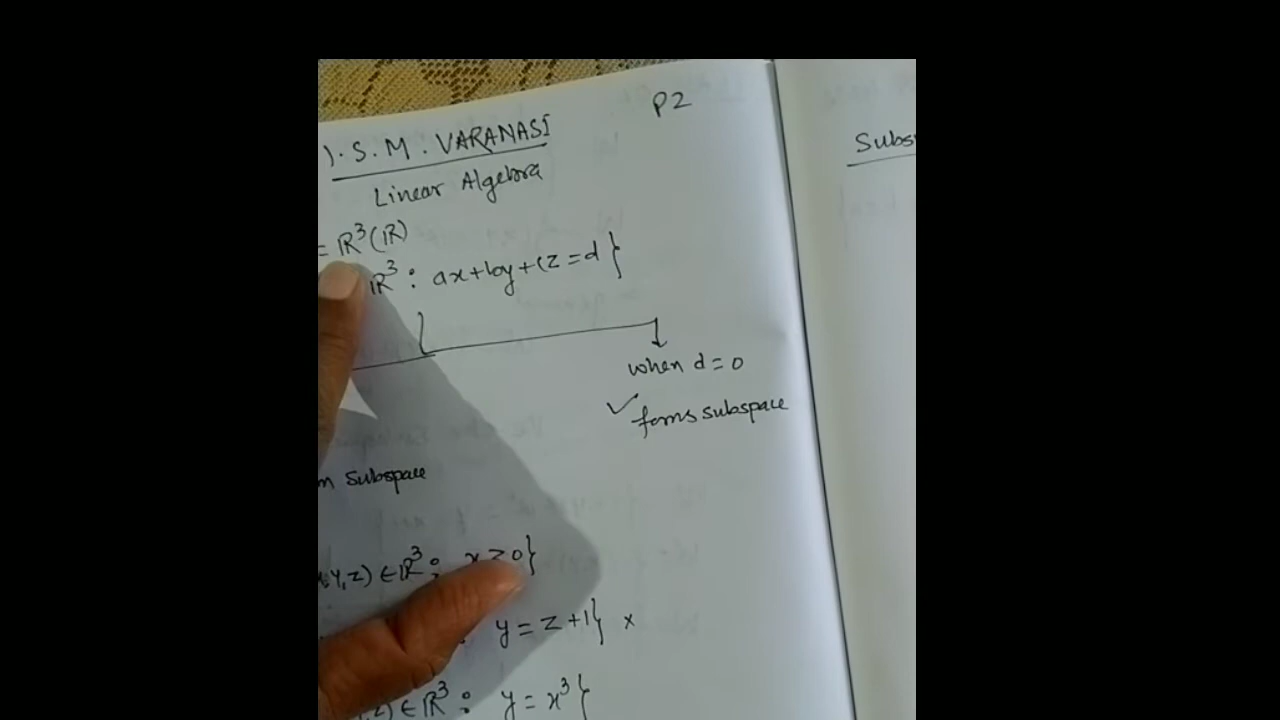 P2
). S. M. VARANASI
Linear Algebra
= ℝ³(ℝ)
ℝ³ : ax+by+cz=d }
when d=0
✓ forms subspace
m subspace
,y,z) ∈ ℝ³ : x ≥ 0}
: y = z+1} ×
,z) ∈ ℝ³ : y = x³}
Subs